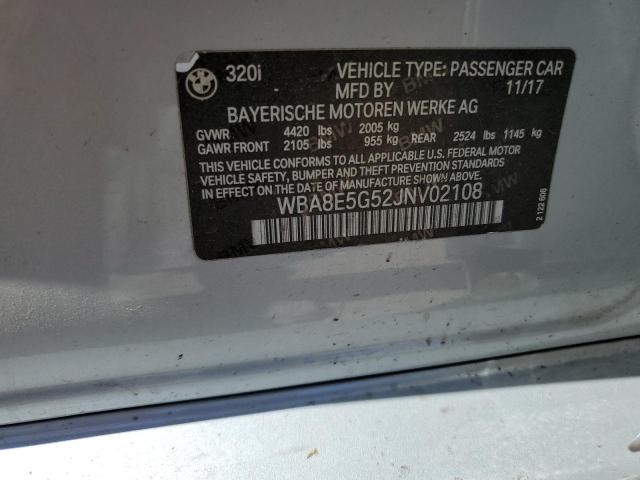 320i VEHICLE TYPE: PASSENGER CAR
MFD BY 11/17
BAYERISCHE MOTOREN WERKE AG
GVWR 4420 lbs 2005 kg
GAWR FRONT 2105 lbs 955 kg REAR 2524 lbs 1145 kg
THIS VEHICLE CONFORMS TO ALL APPLICABLE U.S. FEDERAL MOTOR
VEHICLE SAFETY, BUMPER AND THEFT PREVENTION STANDARDS
IN EFFECT ON THE DATE OF MANUFACTURE SHOWN ABOVE.
WBA8E5G52JNV02108
2 122 606